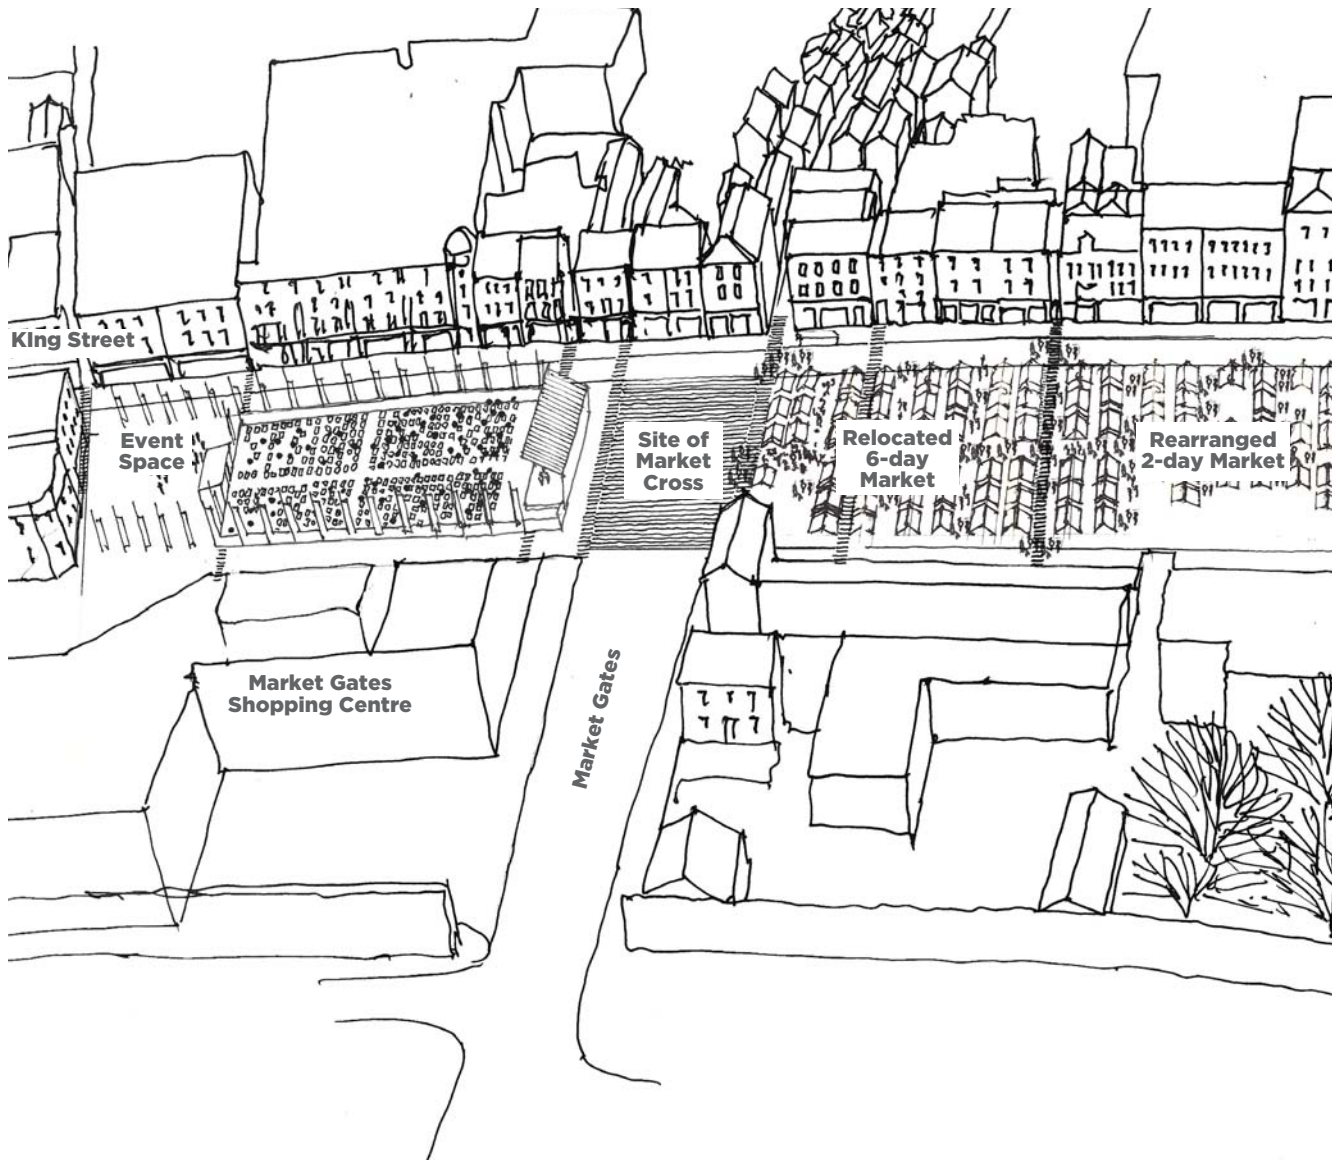 KIng Street
Event
Space
Site of
Market
Cross
Relocated
6-day
Market
Rearranged
2-day Market
Market Gates
Shopping Centre
Market Gates